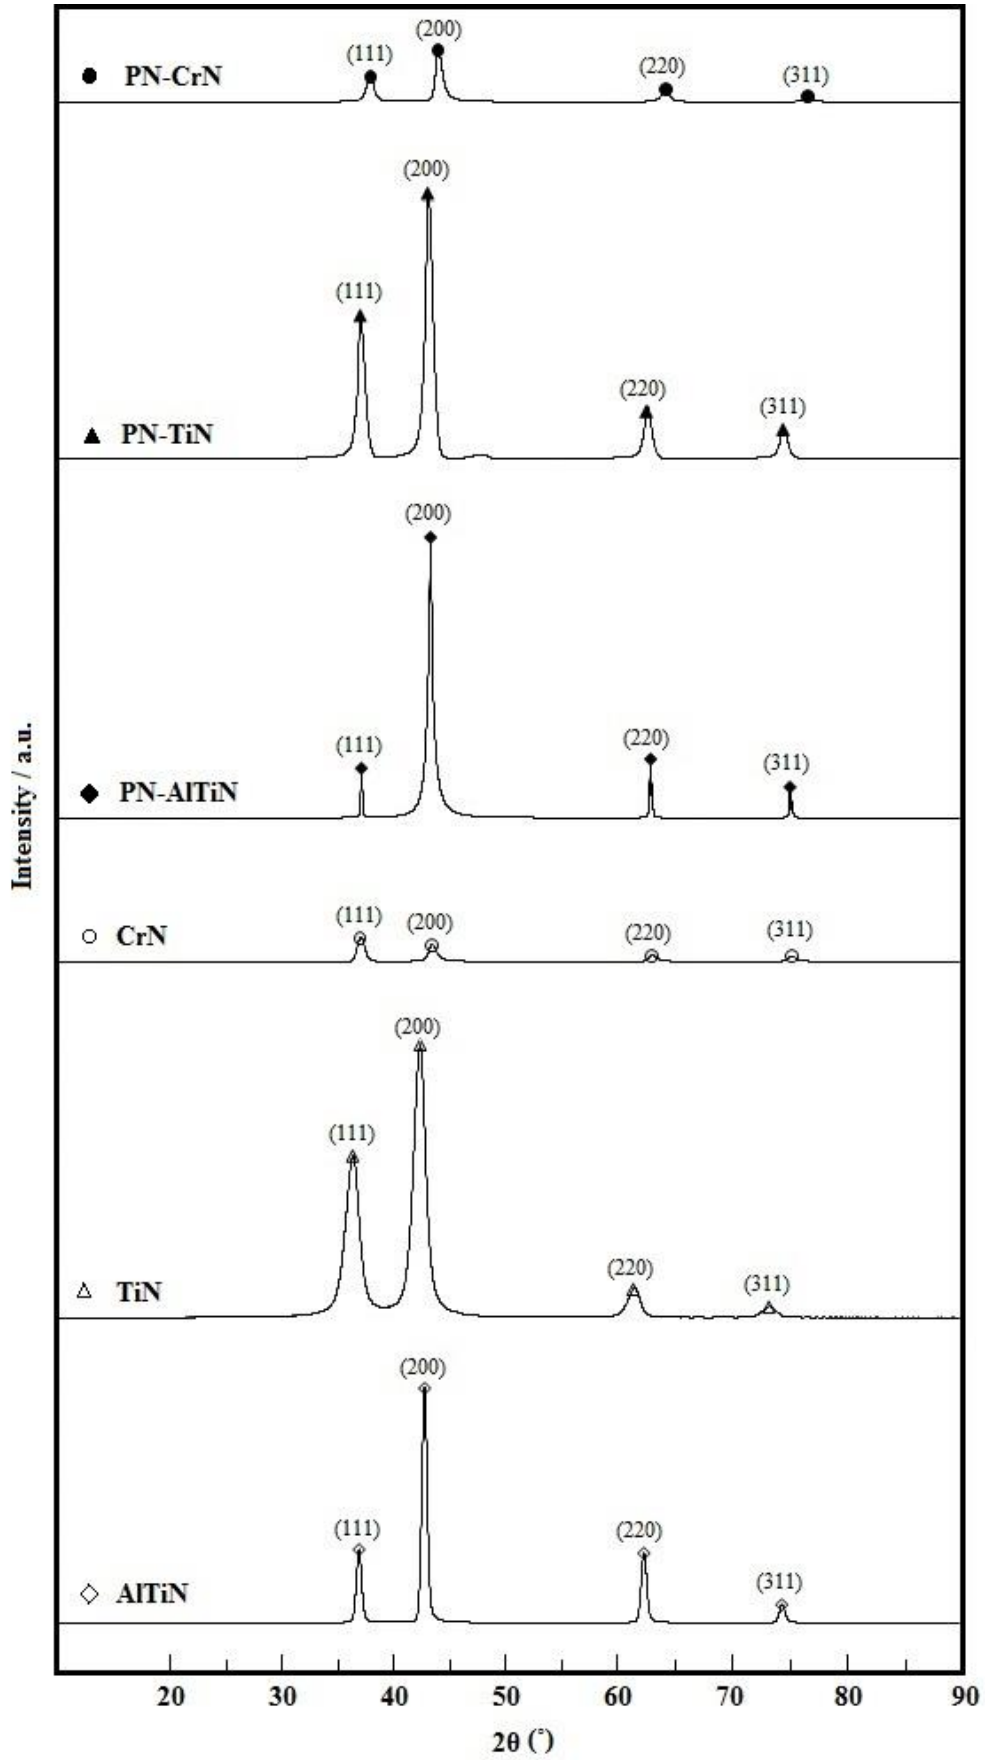 (200)
(111)
(220)
(311)
PN-CrN
(200)
(111)
(220)
(311)
PN-TiN
(200)
(111)
(220)
(311)
PN-AlTiN
(111)
(200)
(220)
(311)
CrN
(200)
(111)
(220)
(311)
TiN
(200)
(111)
(220)
(311)
AlTiN
Intensity / a.u.
20 30 40 50 60 70 80 90
2θ (°)